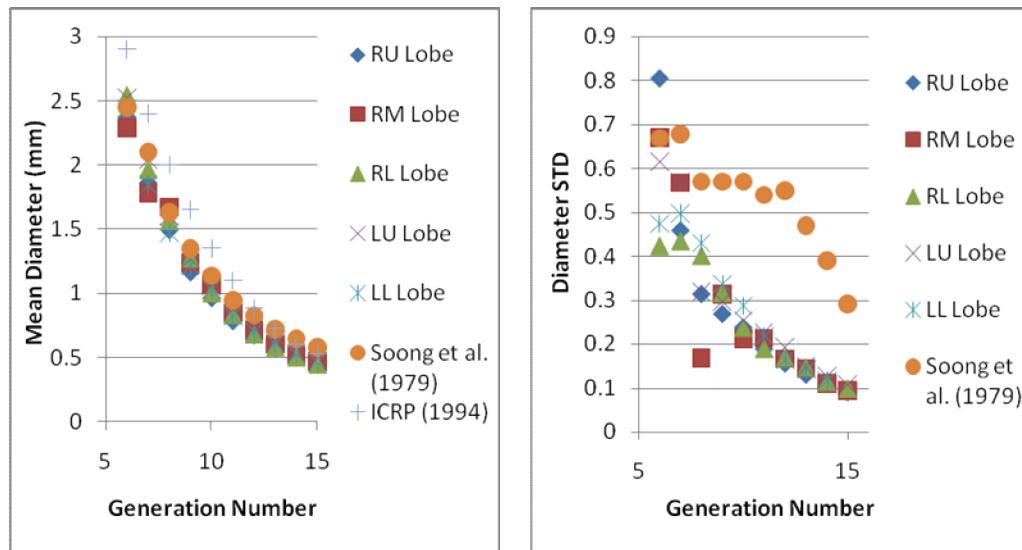 3
2.5
2
1.5
1
0.5
0
5
10
15
Mean Diameter (mm)
Generation Number
RU Lobe
RM Lobe
RL Lobe
LU Lobe
LL Lobe
Soong et al.
(1979)
ICRP (1994)
0.9
0.8
0.7
0.6
0.5
0.4
0.3
0.2
0.1
0
5
15
Diameter STD
Generation Number
RU Lobe
RM Lobe
RL Lobe
LU Lobe
LL Lobe
Soong et
al. (1979)